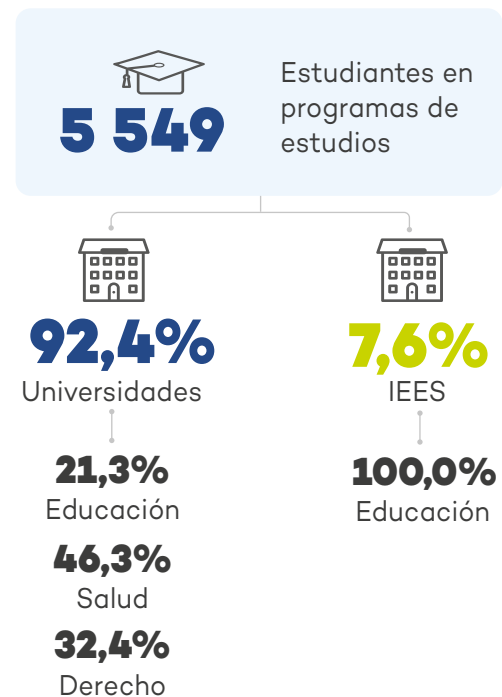 5 549
Estudiantes en
programas de
estudios
92,4%
Universidades
21,3%
Educación
46,3%
Salud
32,4%
Derecho
7,6%
IEES
100,0%
Educación